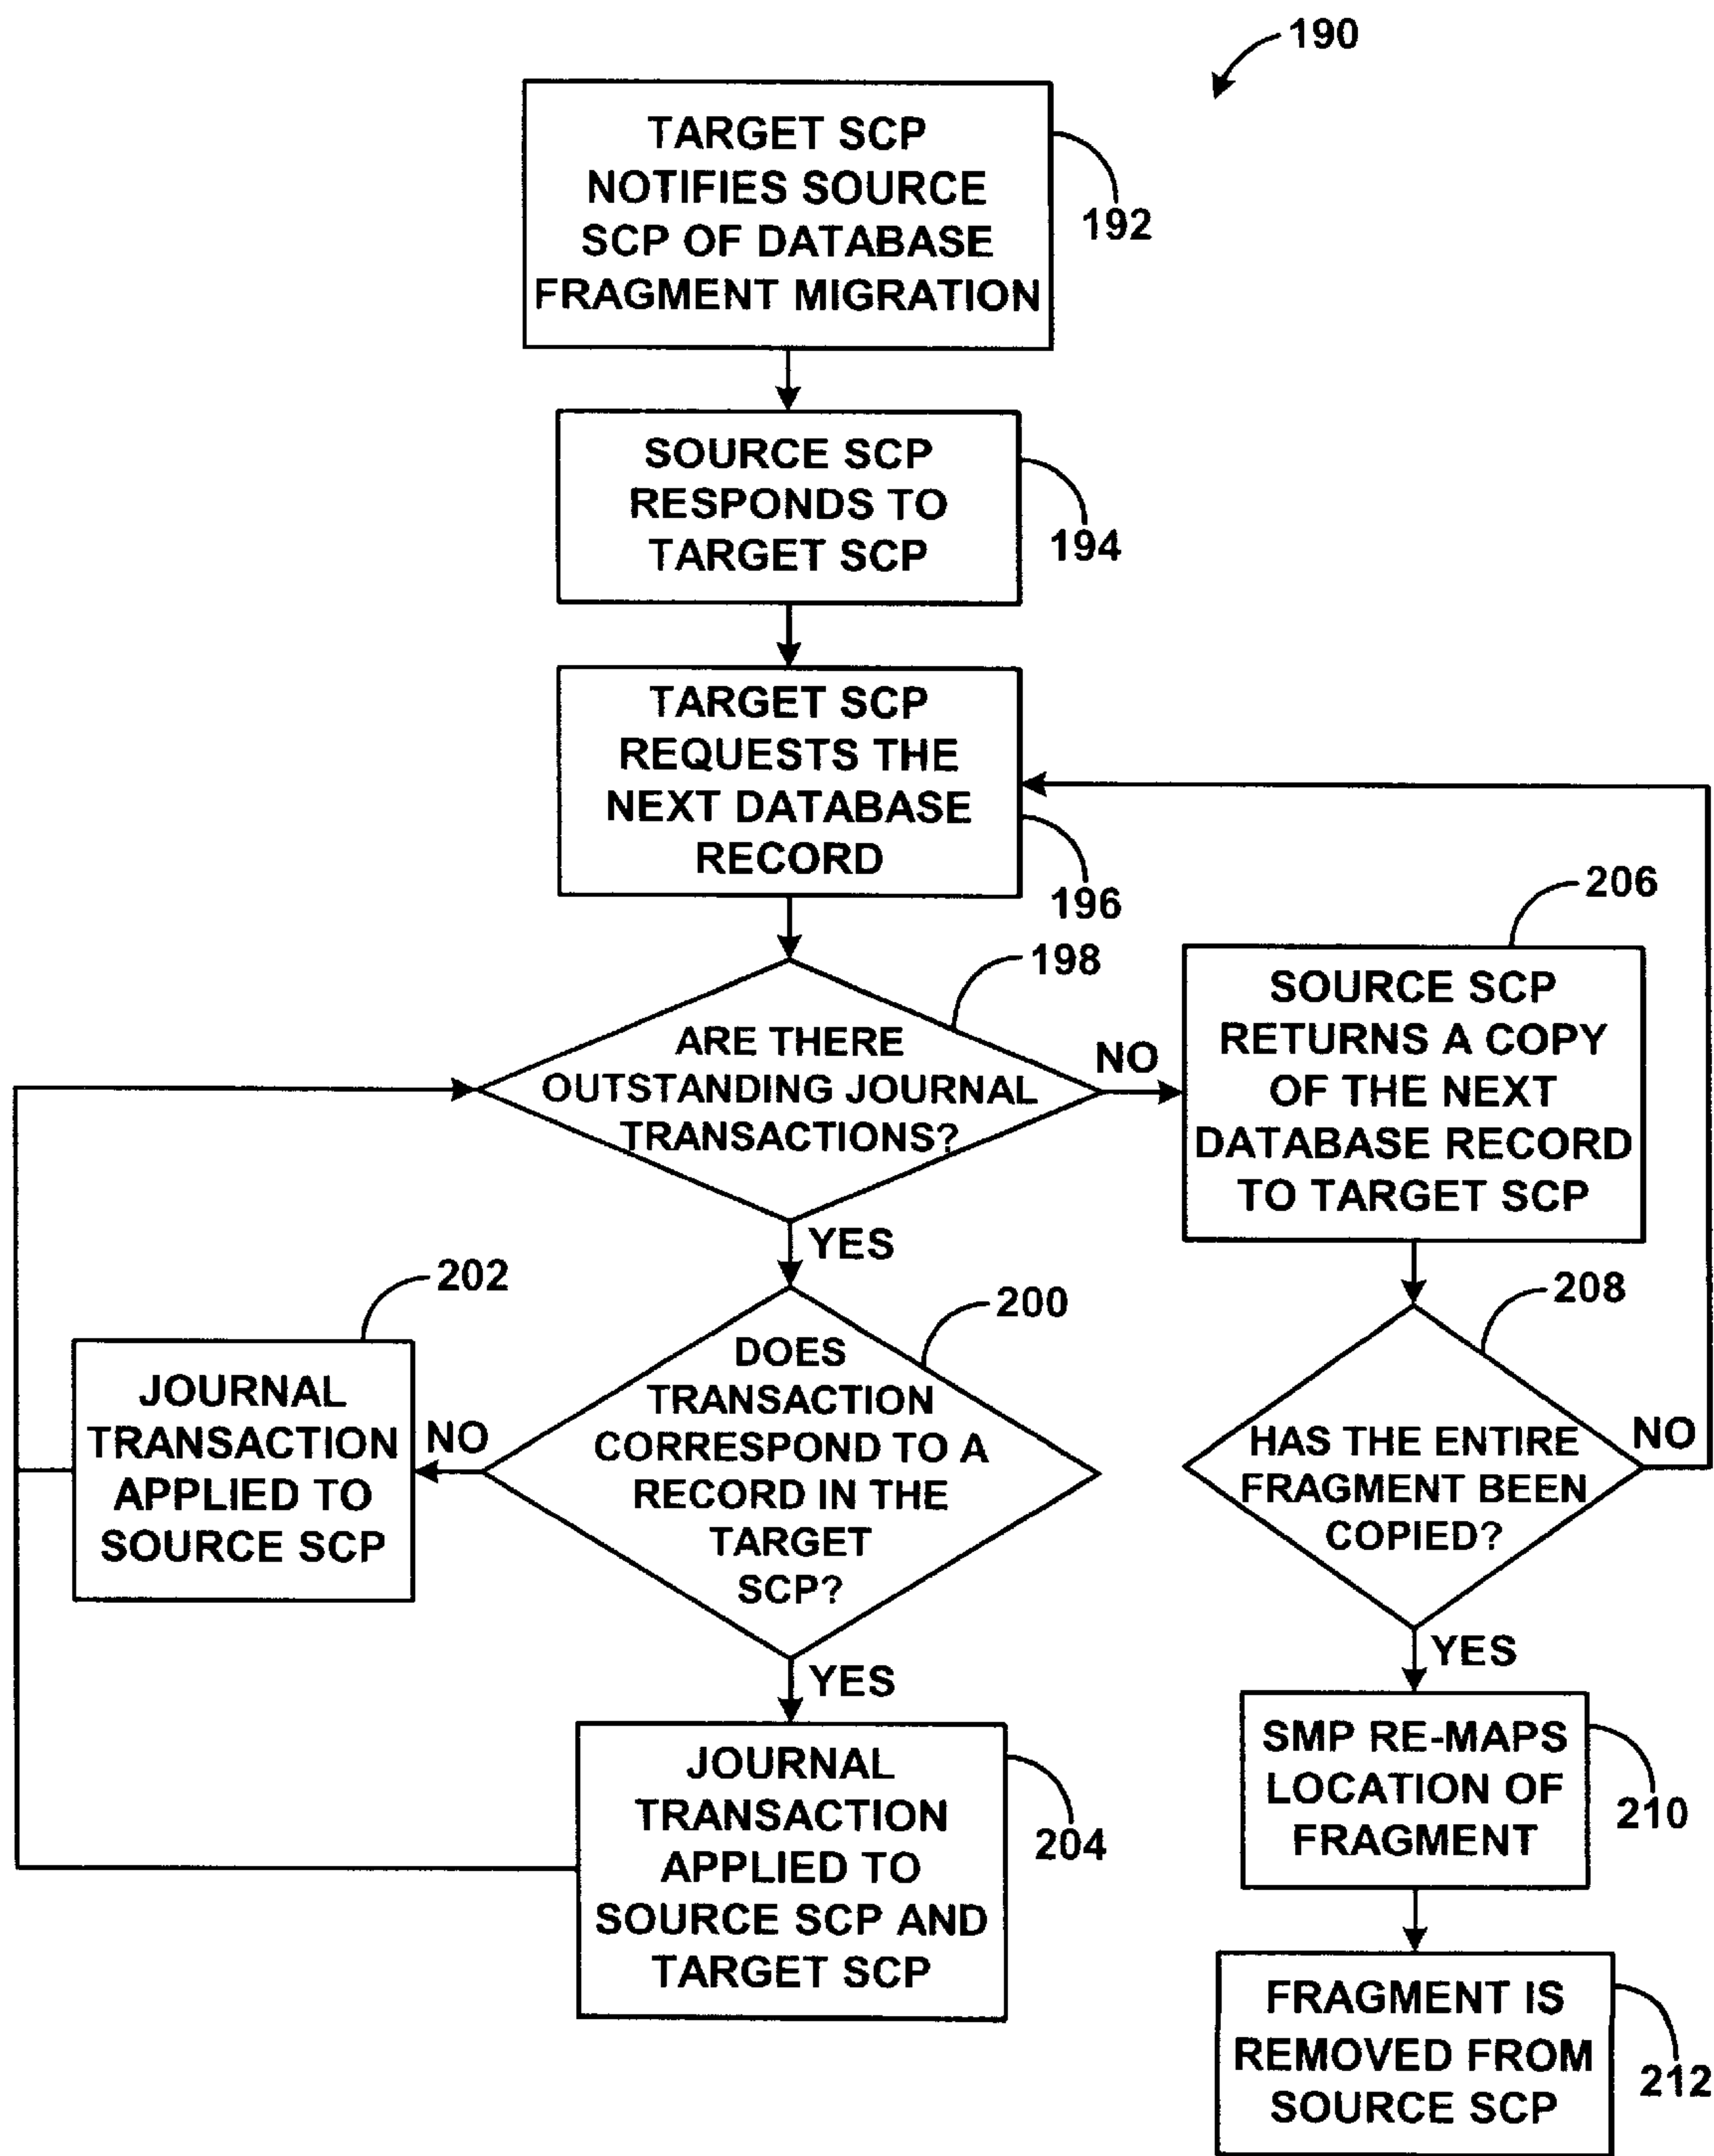 190
TARGET SCP
NOTIFIES SOURCE
SCP OF DATABASE
FRAGMENT MIGRATION
192
SOURCE SCP
RESPONDS TO
TARGET SCP
194
TARGET SCP
REQUESTS THE
NEXT DATABASE
RECORD
196
ARE THERE
OUTSTANDING JOURNAL
TRANSACTIONS?
198
NO
YES
SOURCE SCP
RETURNS A COPY
OF THE NEXT
DATABASE RECORD
TO TARGET SCP
206
DOES
TRANSACTION
CORRESPOND TO A
RECORD IN THE
TARGET
SCP?
200
NO
YES
JOURNAL
TRANSACTION
APPLIED TO
SOURCE SCP
202
JOURNAL
TRANSACTION
APPLIED TO
SOURCE SCP AND
TARGET SCP
204
HAS THE ENTIRE
FRAGMENT BEEN
COPIED?
208
NO
YES
SMP RE-MAPS
LOCATION OF
FRAGMENT
210
FRAGMENT IS
REMOVED FROM
SOURCE SCP
212